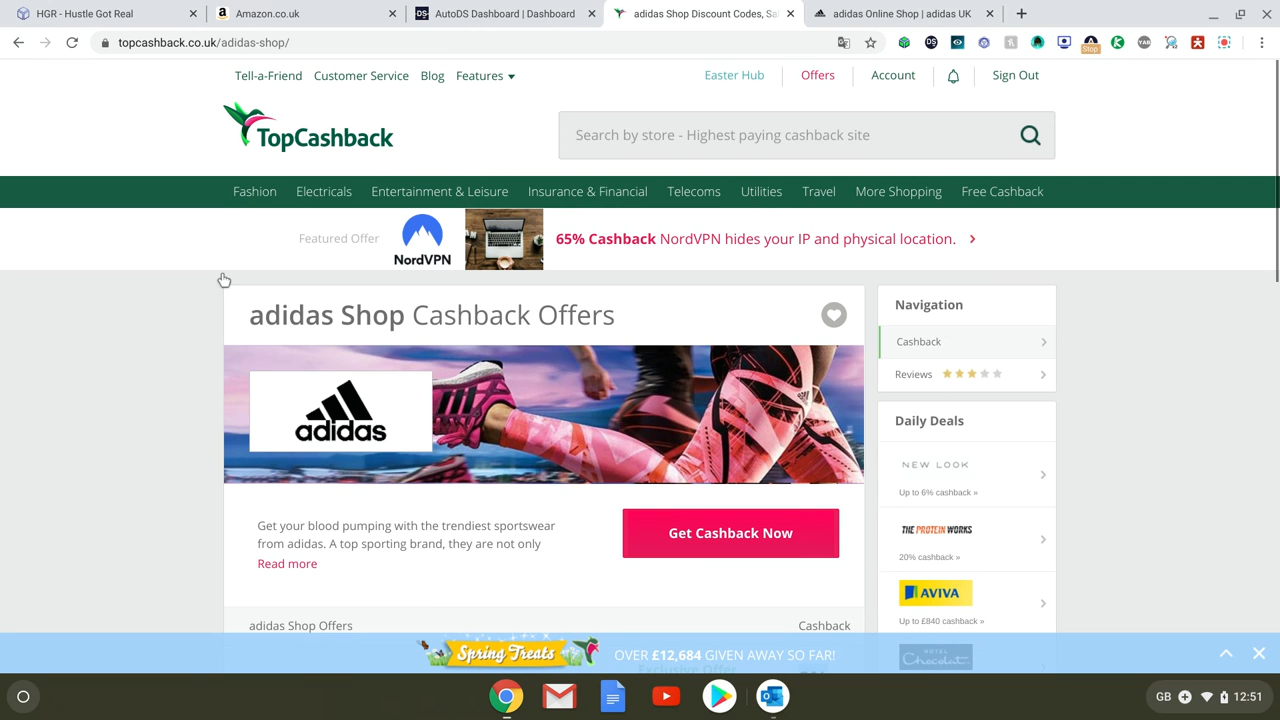 HGR - Hustle Got Real
Amazon.co.uk
AutoDS Dashboard | Dashboard
adidas Shop Discount Codes, Sa
adidas Online Shop | adidas UK
topcashback.co.uk/adidas-shop/
Stop
Tell-a-Friend Customer Service Blog Features
Easter Hub Offers Account Sign Out
TopCashback
Search by store - Highest paying cashback site
Fashion Electricals Entertainment & Leisure Insurance & Financial Telecoms Utilities Travel More Shopping Free Cashback
Featured Offer
NordVPN
65% Cashback NordVPN hides your IP and physical location.
adidas Shop Cashback Offers
adidas
Get your blood pumping with the trendiest sportswear
from adidas. A top sporting brand, they are not only
Read more
Get Cashback Now
adidas Shop Offers Cashback
Navigation
Cashback
Reviews
Daily Deals
NEW LOOK
Up to 6% cashback »
THE PROTEIN WORKS
20% cashback »
AVIVA
Up to £840 cashback »
HOTEL
Chocolat
Spring Treats
OVER £12,684 GIVEN AWAY SO FAR!
Exclusive Offer
GB 12:51